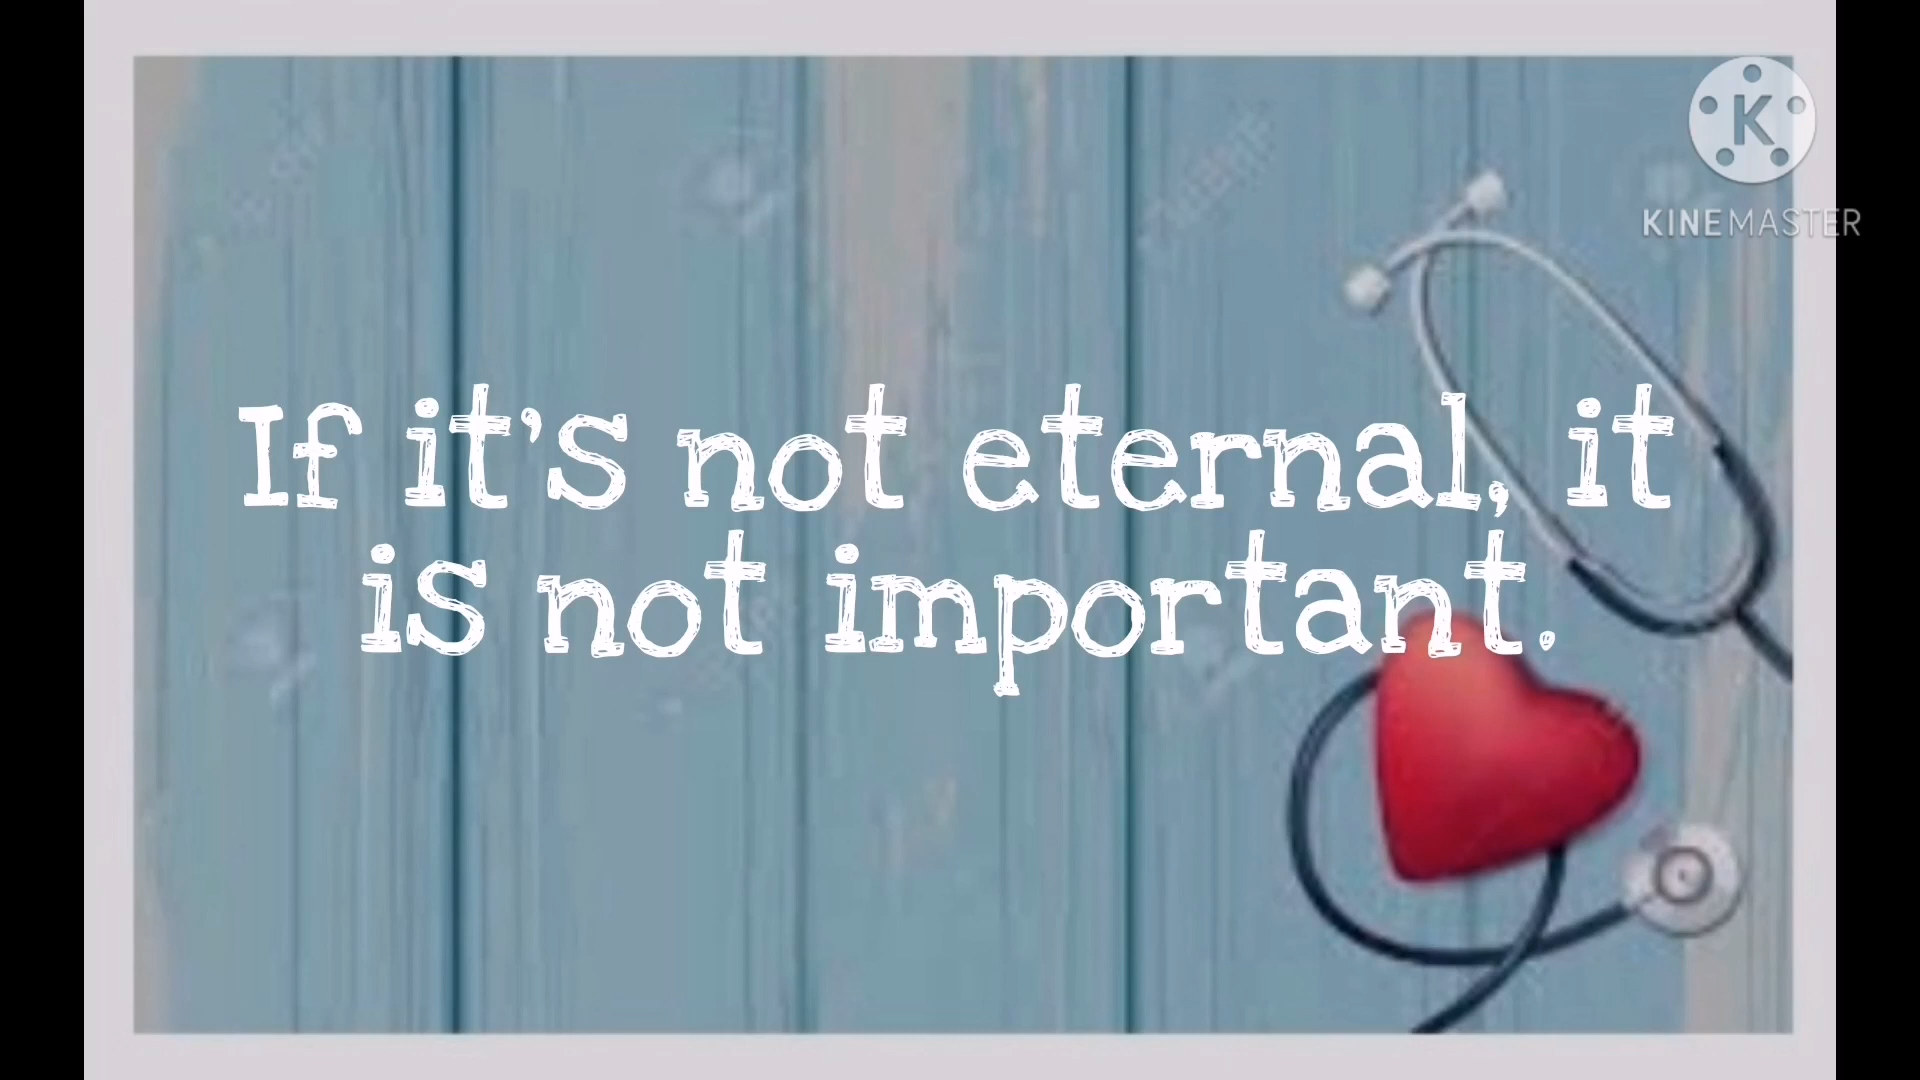 If it's not eternal, it
is not important.
K
KINEMASTER